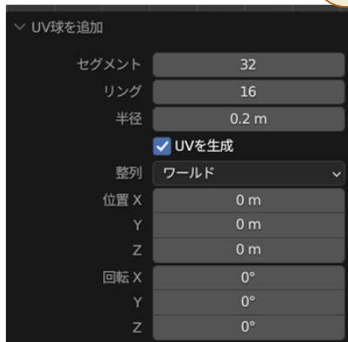 UV球を追加
セグメント 32
リング 16
半径 0.2 m
UVを生成
整列 ワールド
位置 X 0 m
Y 0 m
Z 0 m
回転 X 0°
Y 0°
Z 0°